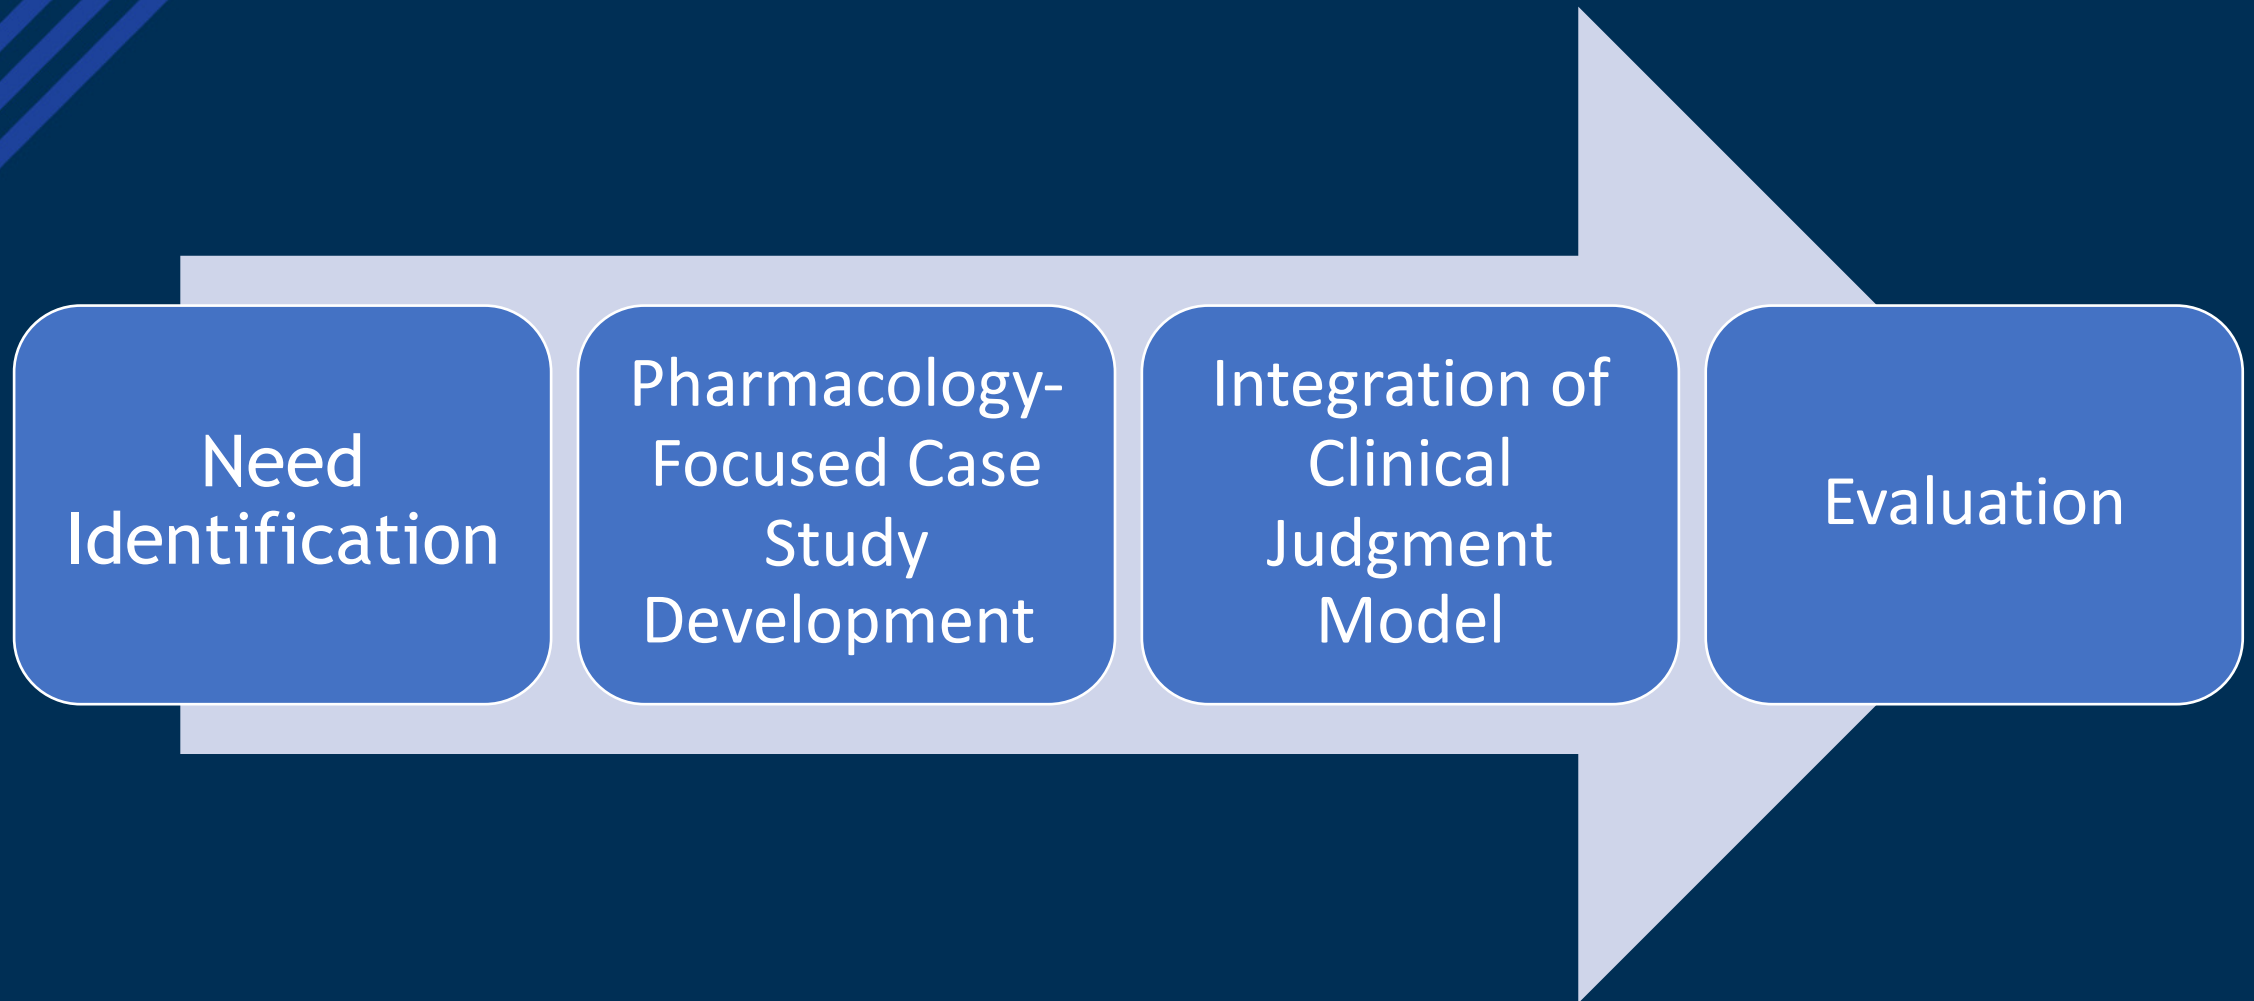 Need
Identification
Pharmacology-
Focused Case
Study
Development
Integration of
Clinical
Judgment
Model
Evaluation